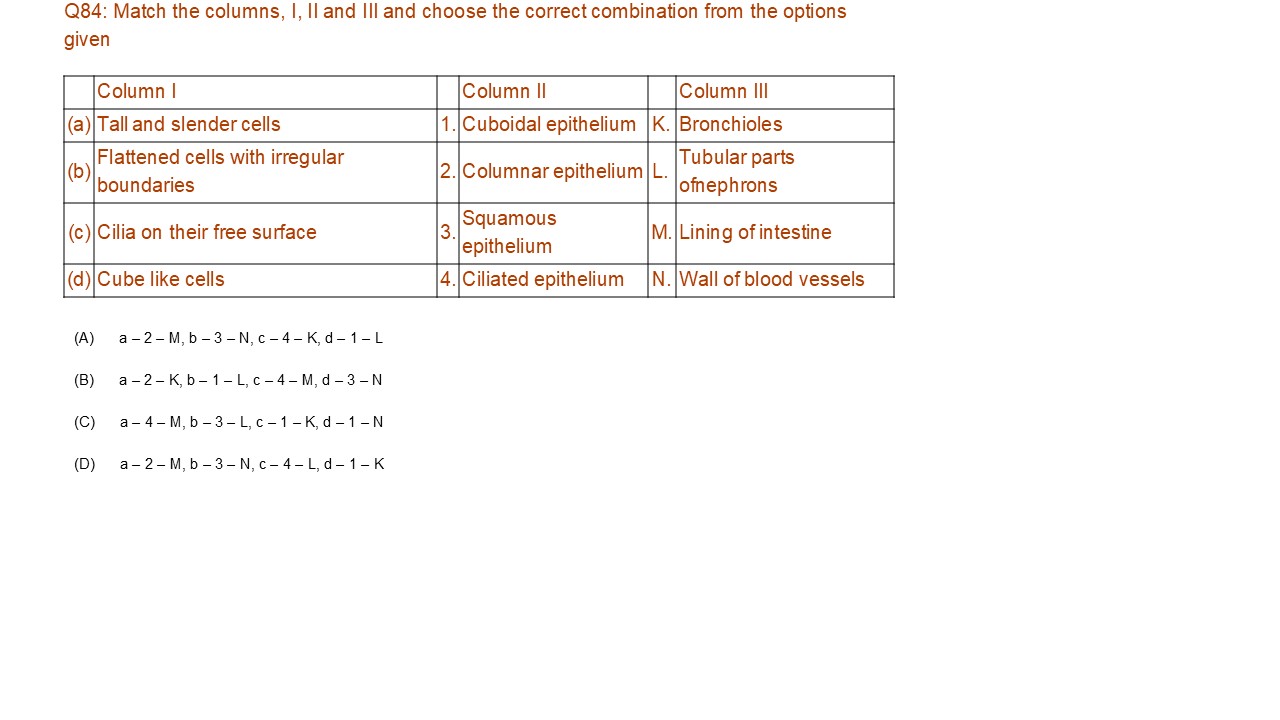 Q84: Match the columns, I, II and III and choose the correct combination from the options
given
Column I Column II Column III
(a) Tall and slender cells 1. Cuboidal epithelium K. Bronchioles
(b) Flattened cells with irregular
boundaries 2. Columnar epithelium L. Tubular parts
ofnephrons
(c) Cilia on their free surface 3. Squamous
epithelium M. Lining of intestine
(d) Cube like cells 4. Ciliated epithelium N. Wall of blood vessels
(A) a – 2 – M, b – 3 – N, c – 4 – K, d – 1 – L
(B) a – 2 – K, b – 1 – L, c – 4 – M, d – 3 – N
(C) a – 4 – M, b – 3 – L, c – 1 – K, d – 1 – N
(D) a – 2 – M, b – 3 – N, c – 4 – L, d – 1 – K